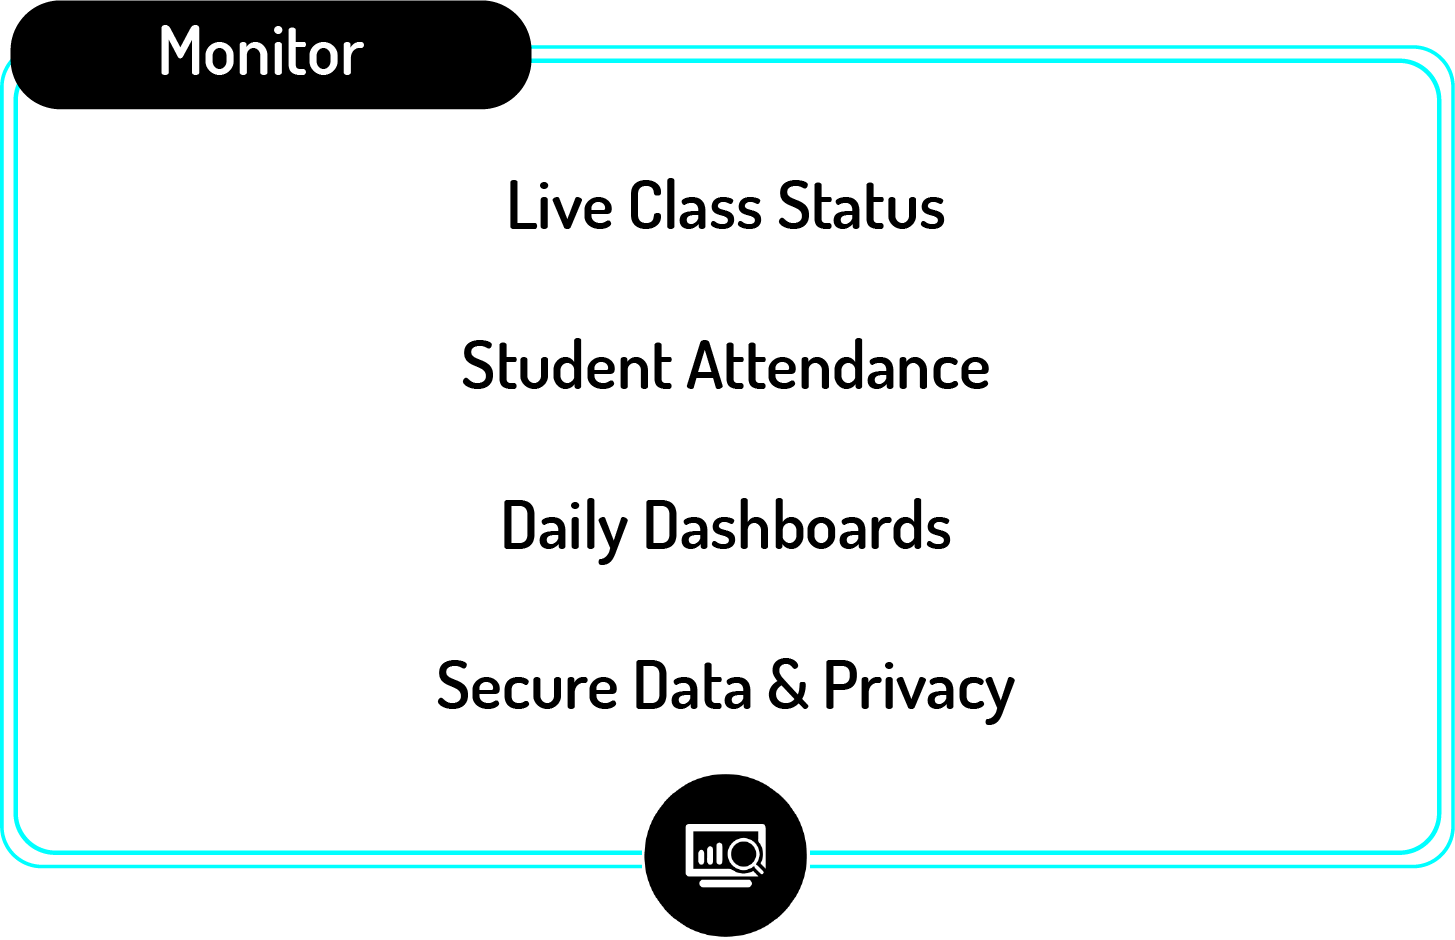 Monitor
Live Class Status
Student Attendance
Daily Dashboards
Secure Data & Privacy